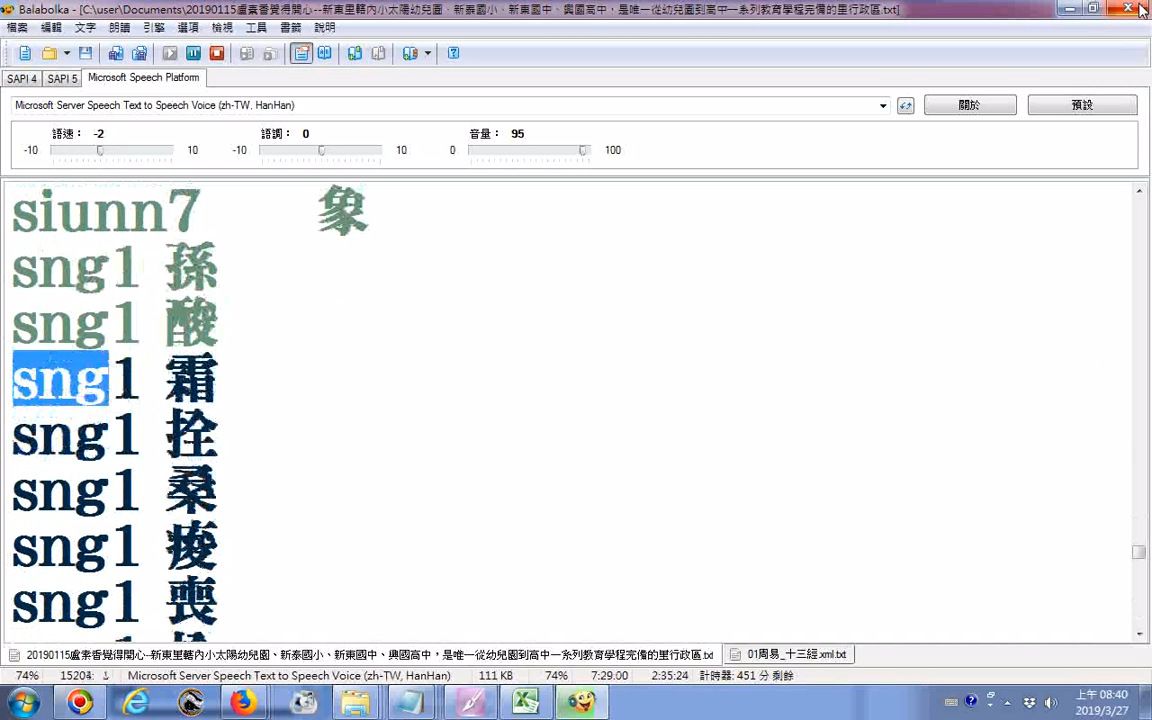 Balabolka - [C:\user\Documents\20190115盧素香覺得開心--新東里轄內小太陽幼兒園、新泰國小、新東國中、興國高中，是唯一從幼兒園到高中一系列教育學程完備的里行政區.txt]
檔案 編輯 文字 朗讀 引擎 選項 檢視 工具 書籤 說明
SAPI 4 SAPI 5 Microsoft Speech Platform
Microsoft Server Speech Text to Speech Voice (zh-TW, HanHan) 關於 預設
語速： -2 語調： 0 音量： 95
-10 10 -10 10 0 100
siunn7 象
sng1 孫
sng1 酸
sng1 霜
sng1 拴
sng1 桑
sng1 痠
sng1 喪
20190115盧素香覺得開心--新東里轄內小太陽幼兒園、新泰國小、新東國中、興國高中，是唯一從幼兒園到高中一系列教育學程完備的里行政區.txt 01周易_十三經.xml.txt
74% 15204: Microsoft Server Speech Text to Speech Voice (zh-TW, HanHan) 111 KB 74% 7:29:00 2:35:24 計時器: 451 分 剩餘
上午 08:40
2019/3/27